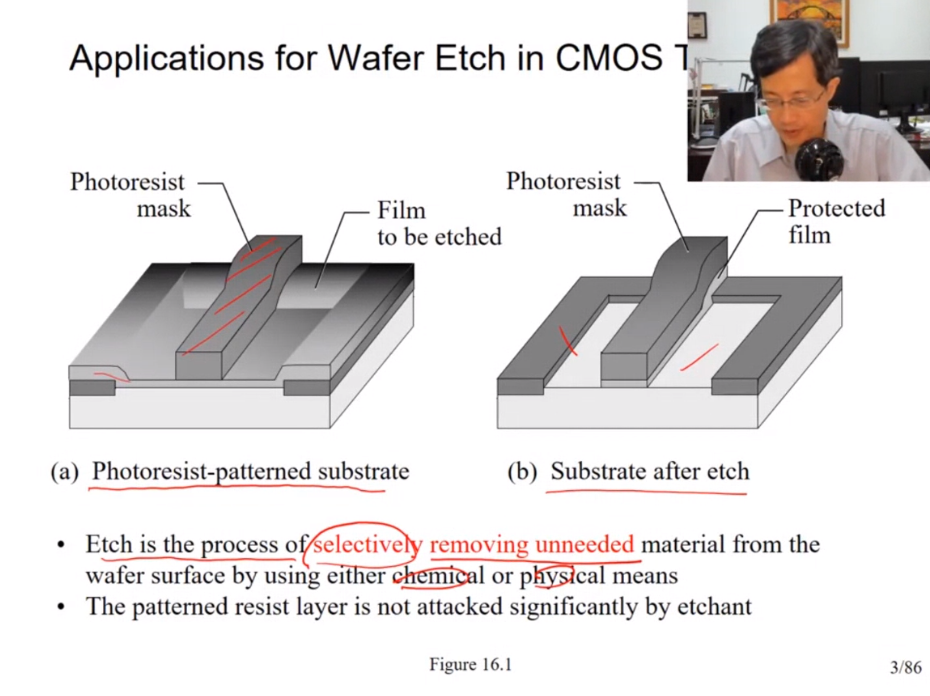 Applications for Wafer Etch in CMOS
Photoresist
mask
Film
to be etched
Photoresist
mask
Protected
film
(a) Photoresist-patterned substrate
(b) Substrate after etch
• Etch is the process of selectively removing unneeded material from the
wafer surface by using either chemical or physical means
• The patterned resist layer is not attacked significantly by etchant
Figure 16.1
3/86